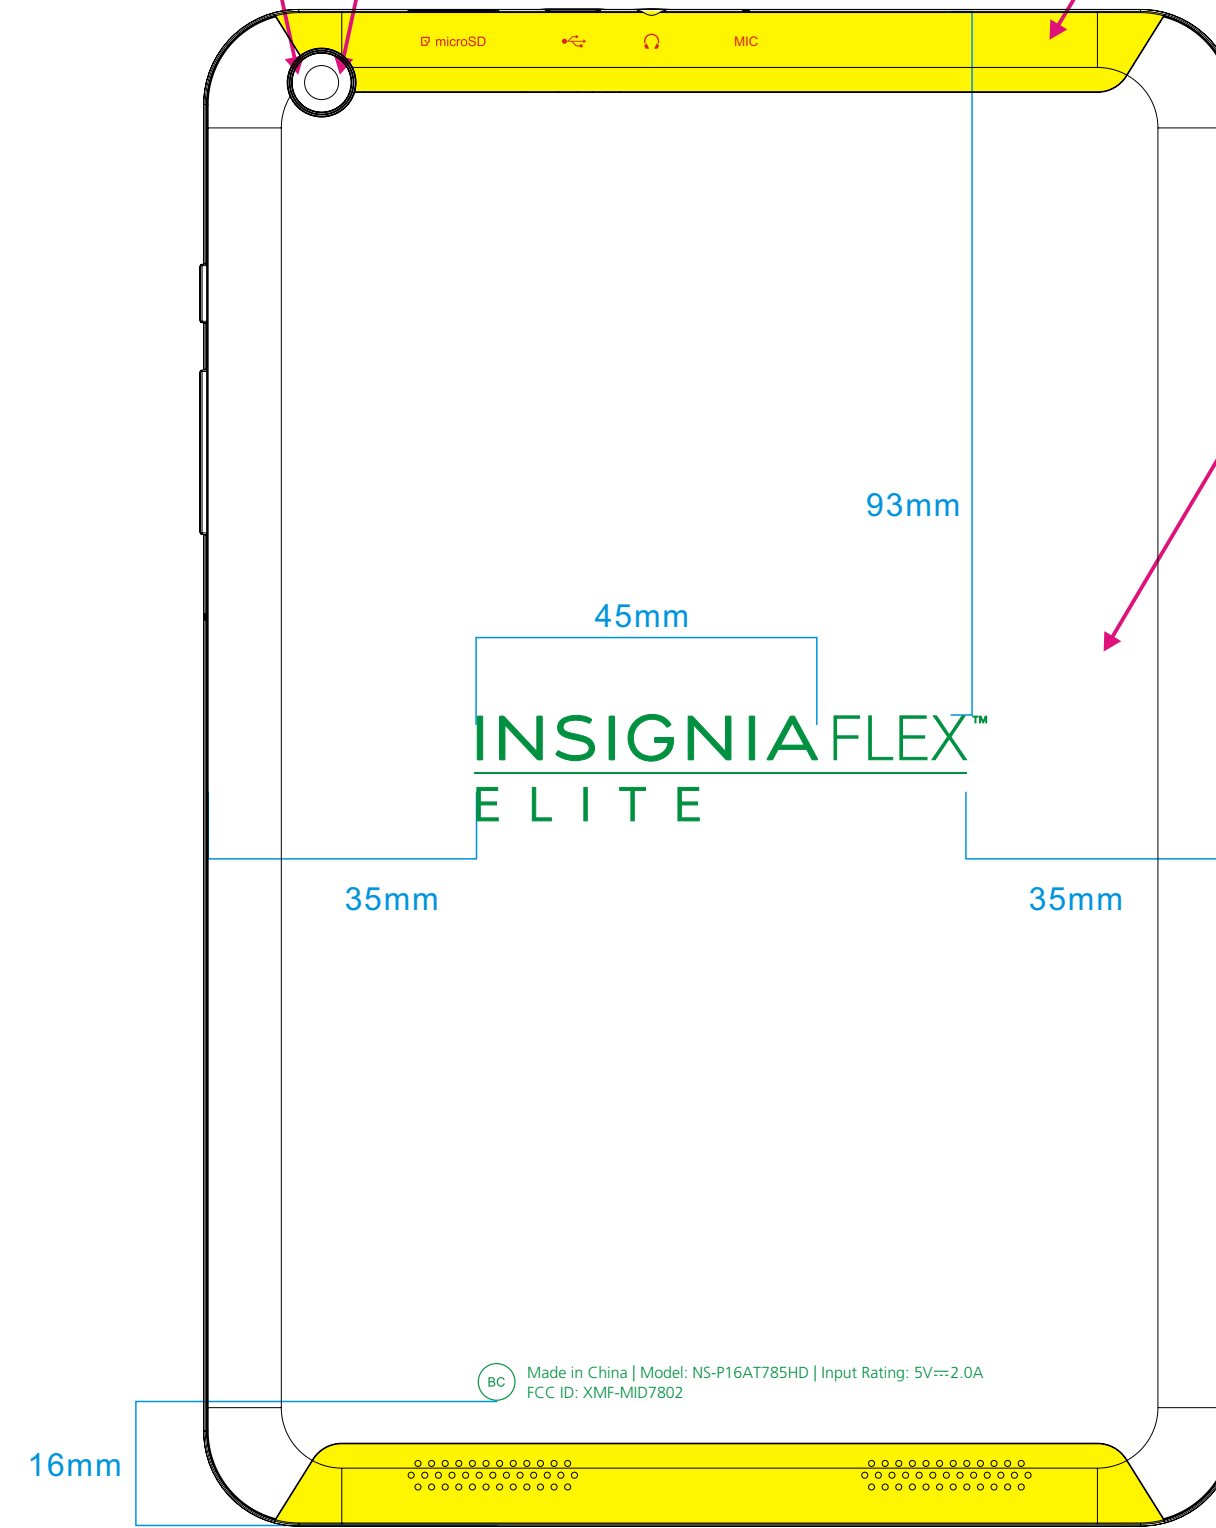 microSD MIC
93mm
45mm
INSIGNIA FLEX™
ELITE
35mm 35mm
BC Made in China | Model: NS-P16AT785HD | Input Rating: 5V⎓2.0A
FCC ID: XMF-MID7802
16mm